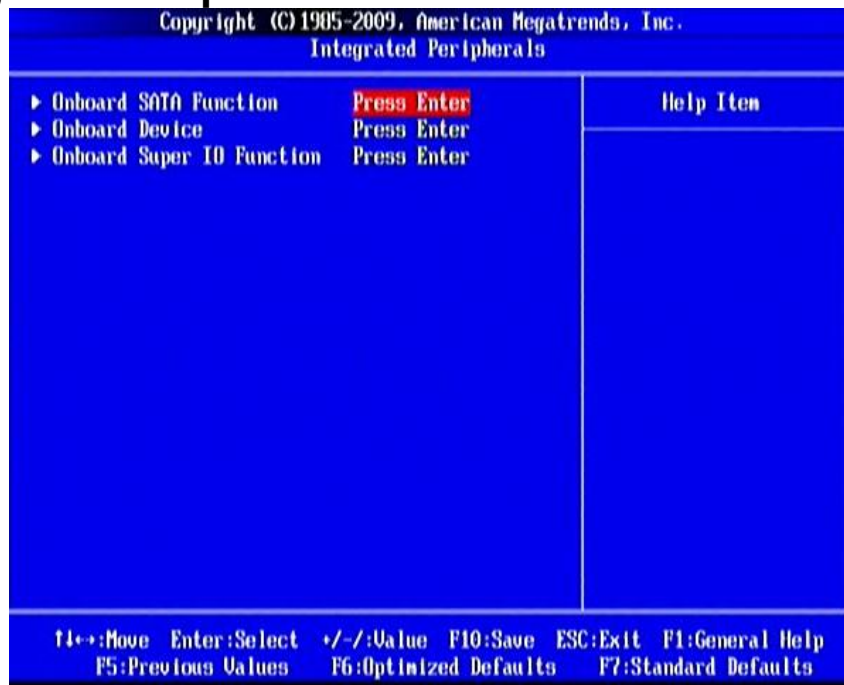 Copyright (C)1985-2009, American Megatrends, Inc.
Integrated Peripherals
▶ Onboard SATA Function Press Enter
▶ Onboard Device Press Enter
▶ Onboard Super IO Function Press Enter
Help Item
↑↓←→:Move Enter:Select +/-/:Value F10:Save ESC:Exit F1:General Help
F5:Previous Values F6:Optimized Defaults F7:Standard Defaults